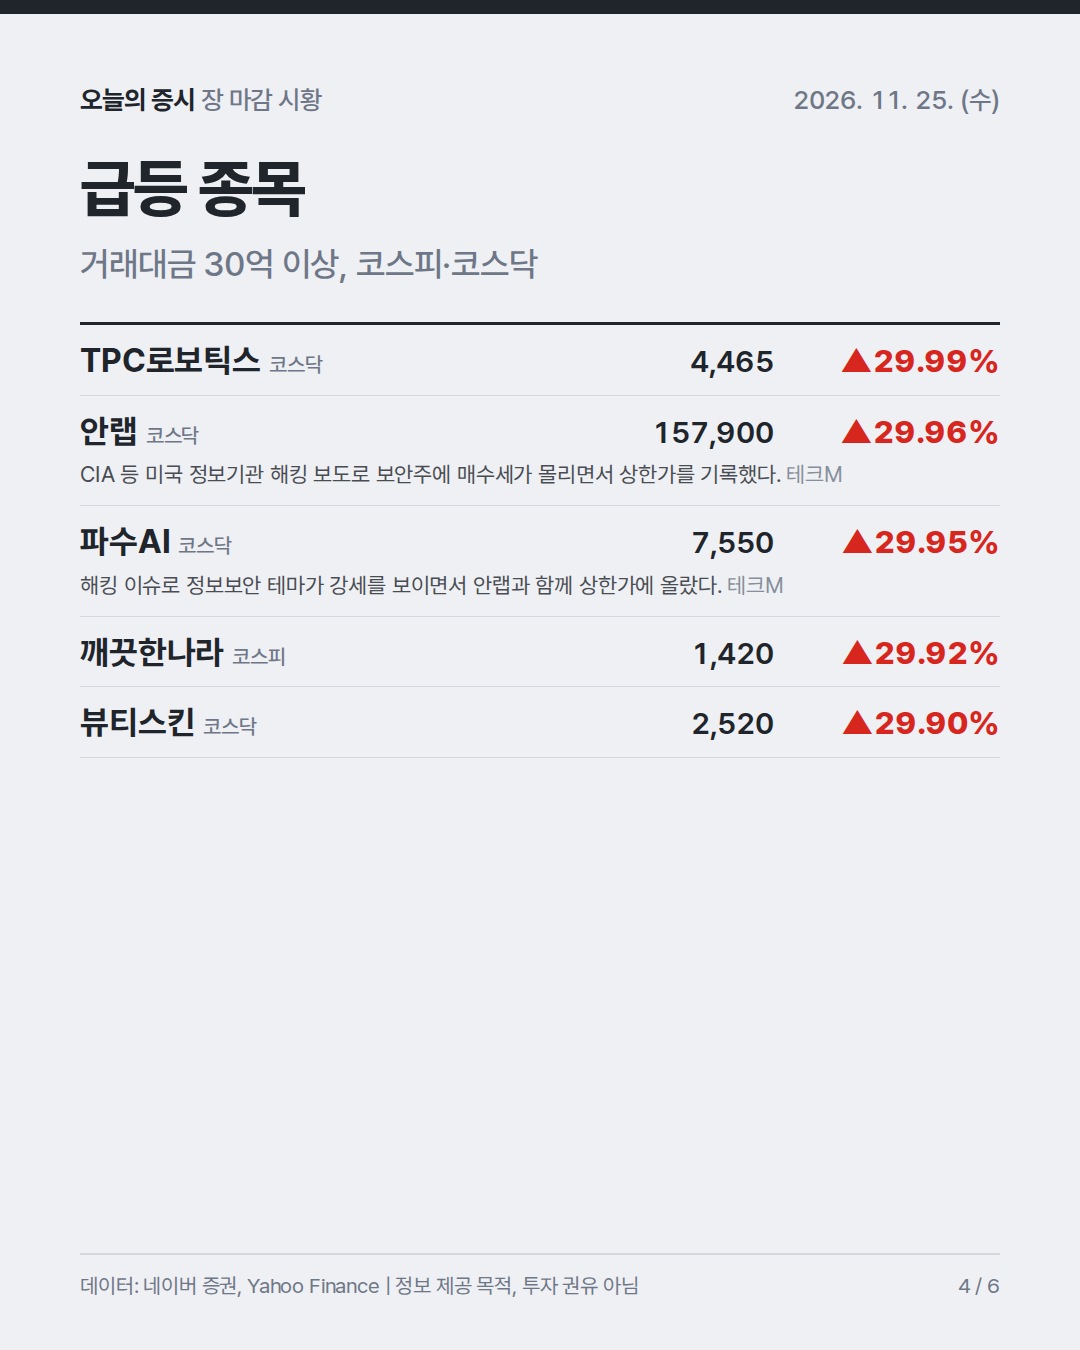 오늘의 증시 장 마감 시황 2026. 11. 25. (수)
급등 종목
거래대금 30억 이상, 코스피·코스닥
TPC로보틱스 코스닥 4,465 ▲29.99%
안랩 코스닥 157,900 ▲29.96%
CIA 등 미국 정보기관 해킹 보도로 보안주에 매수세가 몰리면서 상한가를 기록했다. 테크M
파수AI 코스닥 7,550 ▲29.95%
해킹 이슈로 정보보안 테마가 강세를 보이면서 안랩과 함께 상한가에 올랐다. 테크M
깨끗한나라 코스피 1,420 ▲29.92%
뷰티스킨 코스닥 2,520 ▲29.90%
데이터: 네이버 증권, Yahoo Finance | 정보 제공 목적, 투자 권유 아님 4 / 6